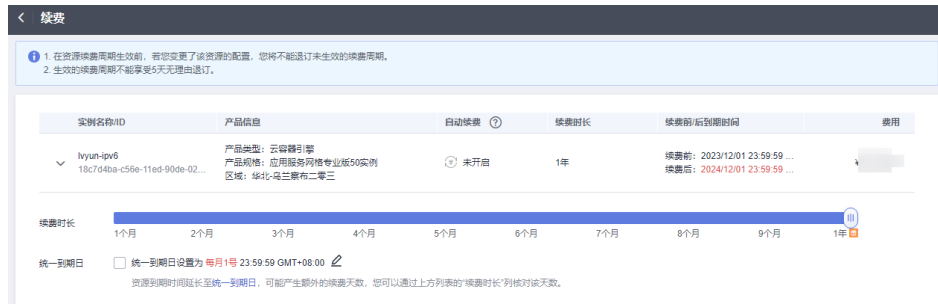 续费
1. 在资源续费周期生效前，若您变更了该资源的配置，您将不能退订未生效的续费周期。
2. 生效的续费周期不能享受5天无理由退订。
实例名称/ID 产品信息 自动续费 续费时长 续费前/后到期时间 费用
lvyun-ipv6
18c7d4ba-c56e-11ed-90de-02...
产品类型：云容器引擎
产品规格：应用服务网格专业版50实例
区域：华北-乌兰察布二零三
未开启
1年
续费前：2023/12/01 23:59:59 ...
续费后：2024/12/01 23:59:59 ...
¥
续费时长
1个月 2个月 3个月 4个月 5个月 6个月 7个月 8个月 9个月 1年
统一到期日 统一到期日设置为 每月1号 23:59:59 GMT+08:00
资源到期时间延长至统一到期日，可能产生额外的续费天数，您可以通过上方列表的“续费时长”列核对该天数。